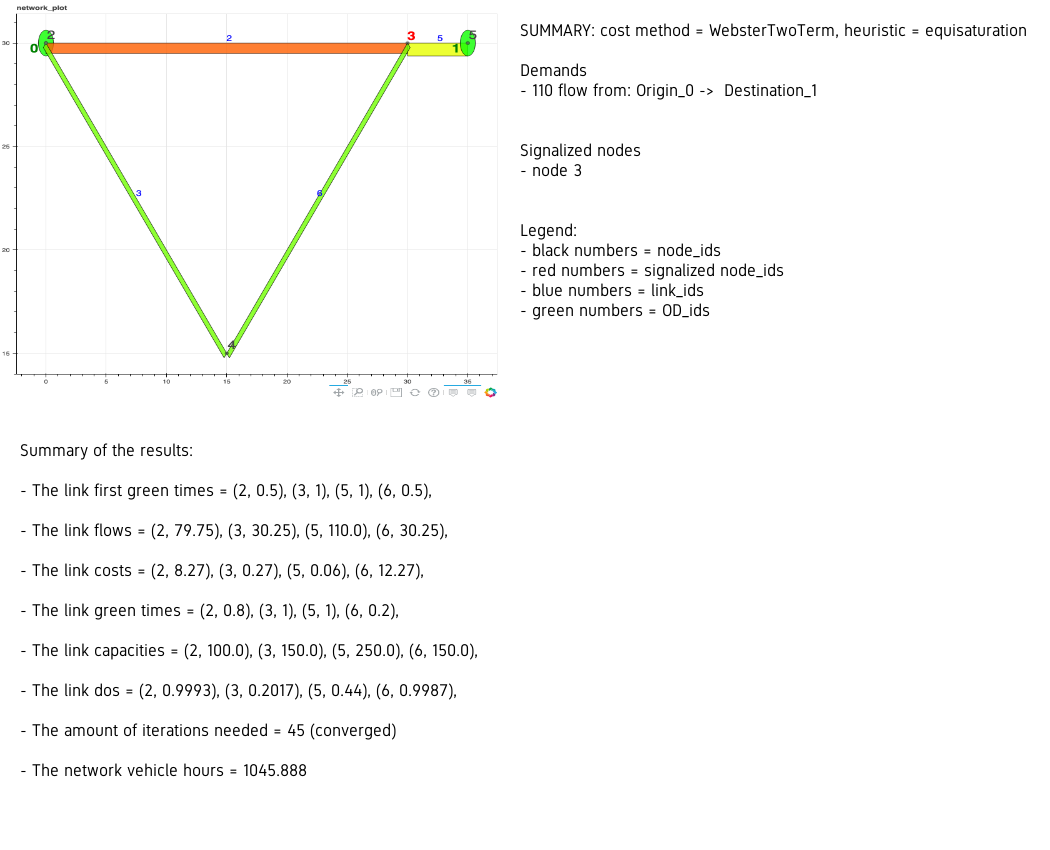 network_plot
2
2
5
5
30
0
3
1
25
3
6
20
4
15
0
5
10
15
20
25
30
35
SUMMARY: cost method = WebsterTwoTerm, heuristic = equisaturation
Demands
- 110 flow from: Origin_0 -> Destination_1
Signalized nodes
- node 3
Legend:
- black numbers = node_ids
- red numbers = signalized node_ids
- blue numbers = link_ids
- green numbers = OD_ids
Summary of the results:
- The link first green times = (2, 0.5), (3, 1), (5, 1), (6, 0.5),
- The link flows = (2, 79.75), (3, 30.25), (5, 110.0), (6, 30.25),
- The link costs = (2, 8.27), (3, 0.27), (5, 0.06), (6, 12.27),
- The link green times = (2, 0.8), (3, 1), (5, 1), (6, 0.2),
- The link capacities = (2, 100.0), (3, 150.0), (5, 250.0), (6, 150.0),
- The link dos = (2, 0.9993), (3, 0.2017), (5, 0.44), (6, 0.9987),
- The amount of iterations needed = 45 (converged)
- The network vehicle hours = 1045.888